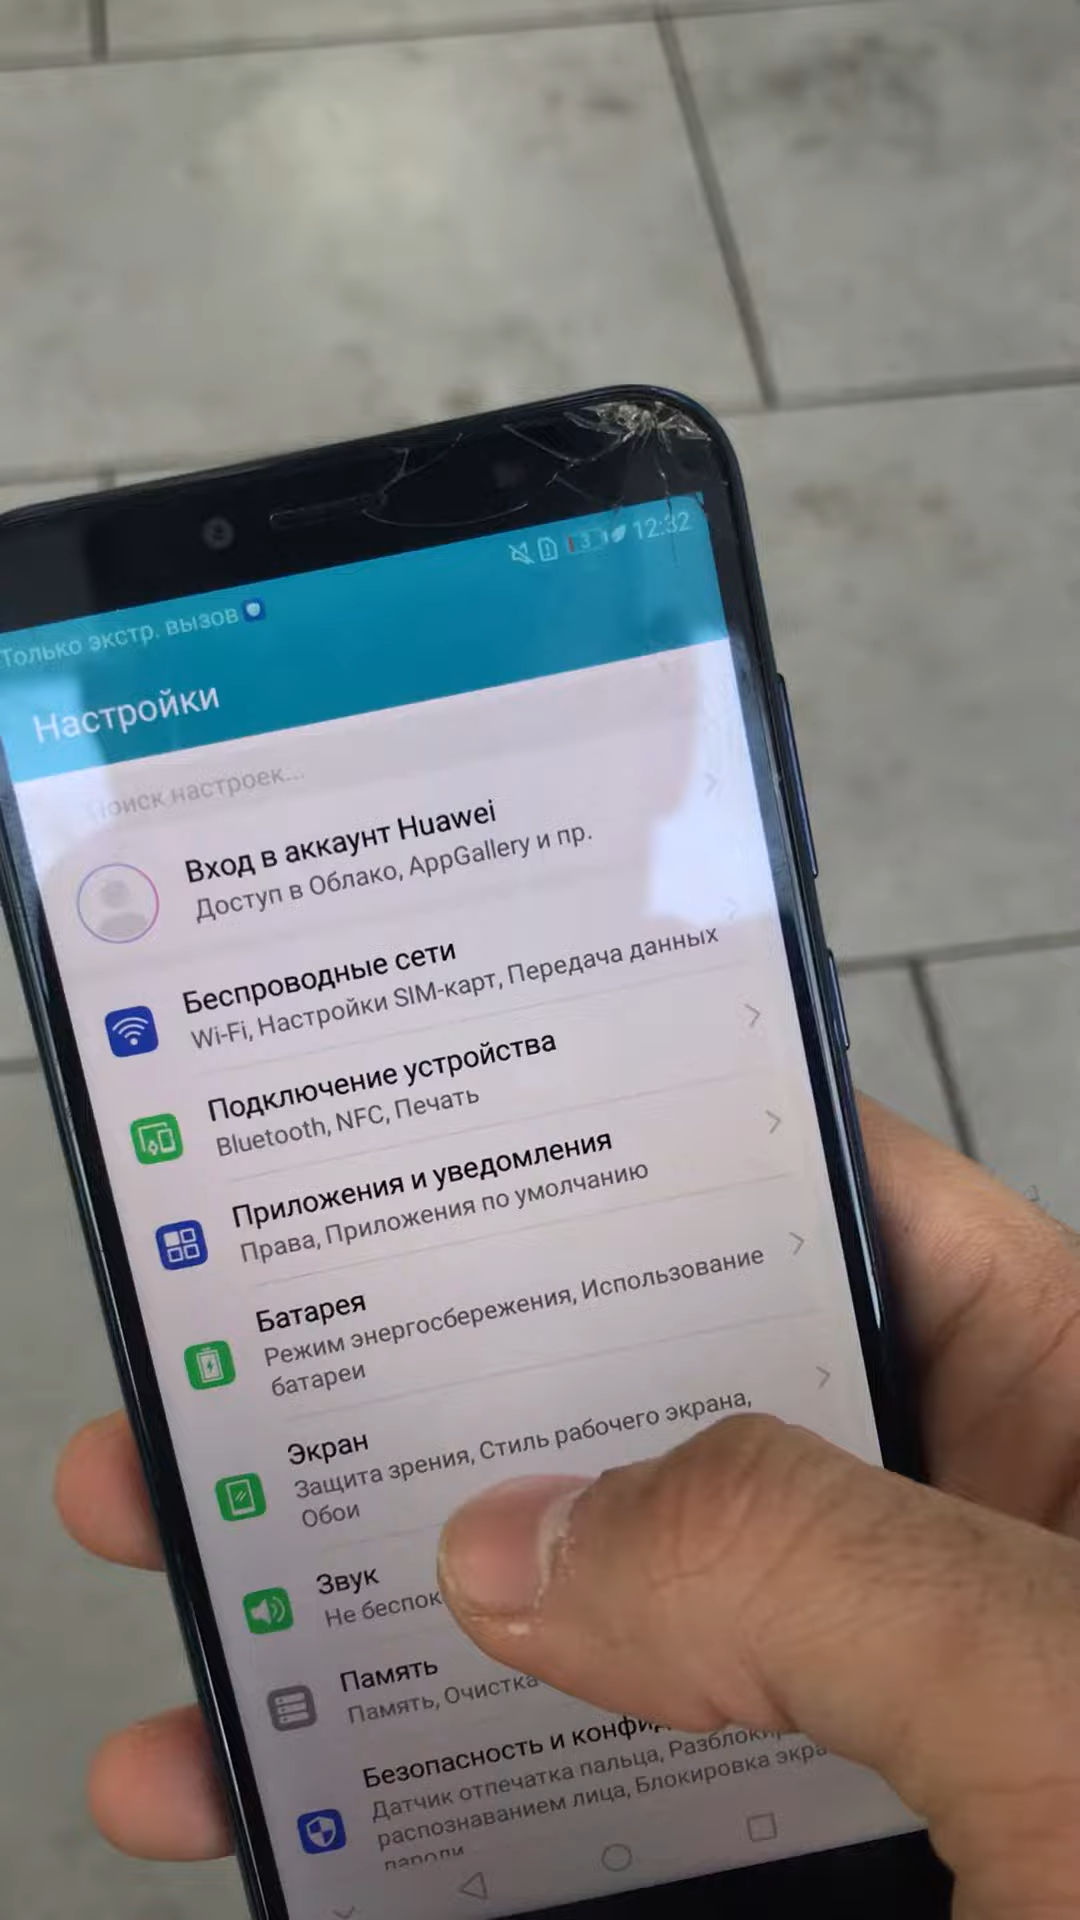 3 12:32
Только экстр. вызов
Настройки
Поиск настроек...
Вход в аккаунт Huawei
Доступ в Облако, AppGallery и пр.
Беспроводные сети
Wi-Fi, Настройки SIM-карт, Передача данных
Подключение устройства
Bluetooth, NFC, Печать
Приложения и уведомления
Права, Приложения по умолчанию
Батарея
Режим энергосбережения, Использование
батареи
Экран
Защита зрения, Стиль рабочего экрана,
Обои
Звук
Не беспок
Память
Память, Очистка
Безопасность и конфид
Датчик отпечатка пальца, Разблокир
распознаванием лица, Блокировка экра
пароли